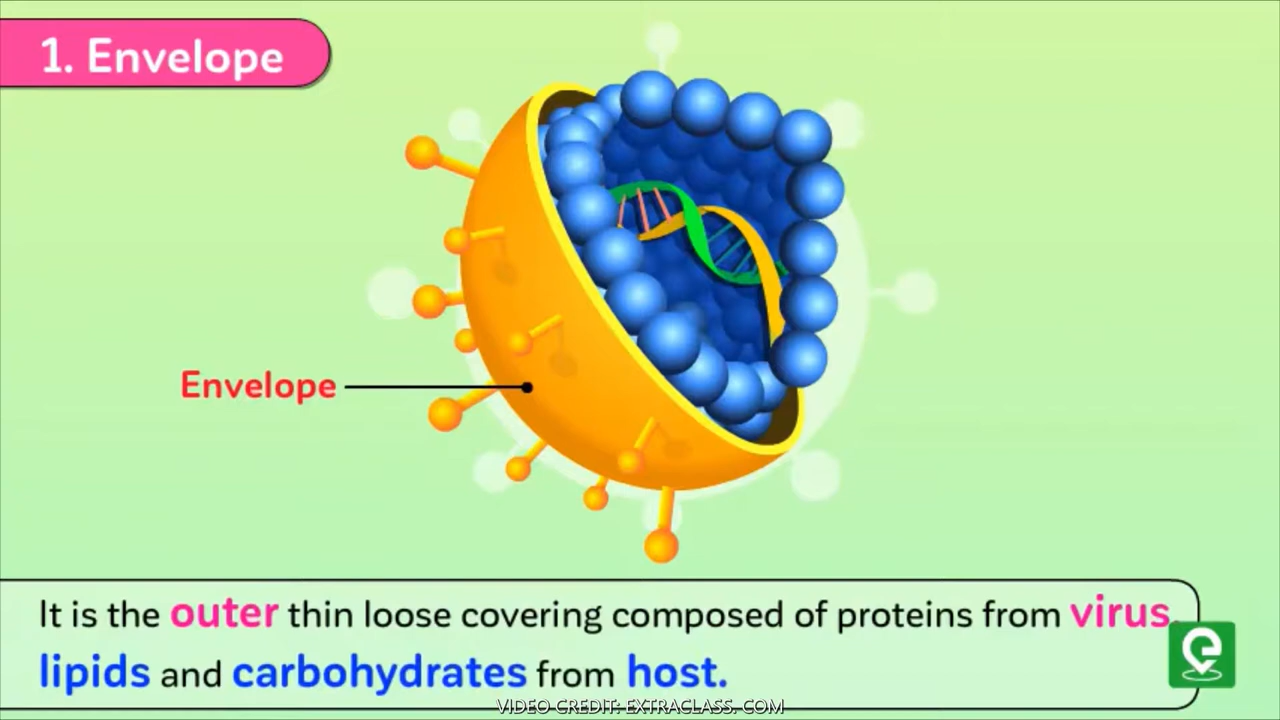 1. Envelope
Envelope
It is the outer thin loose covering composed of proteins from virus,
lipids and carbohydrates from host.
VIDEO CREDIT: EXTRACLASS. COM